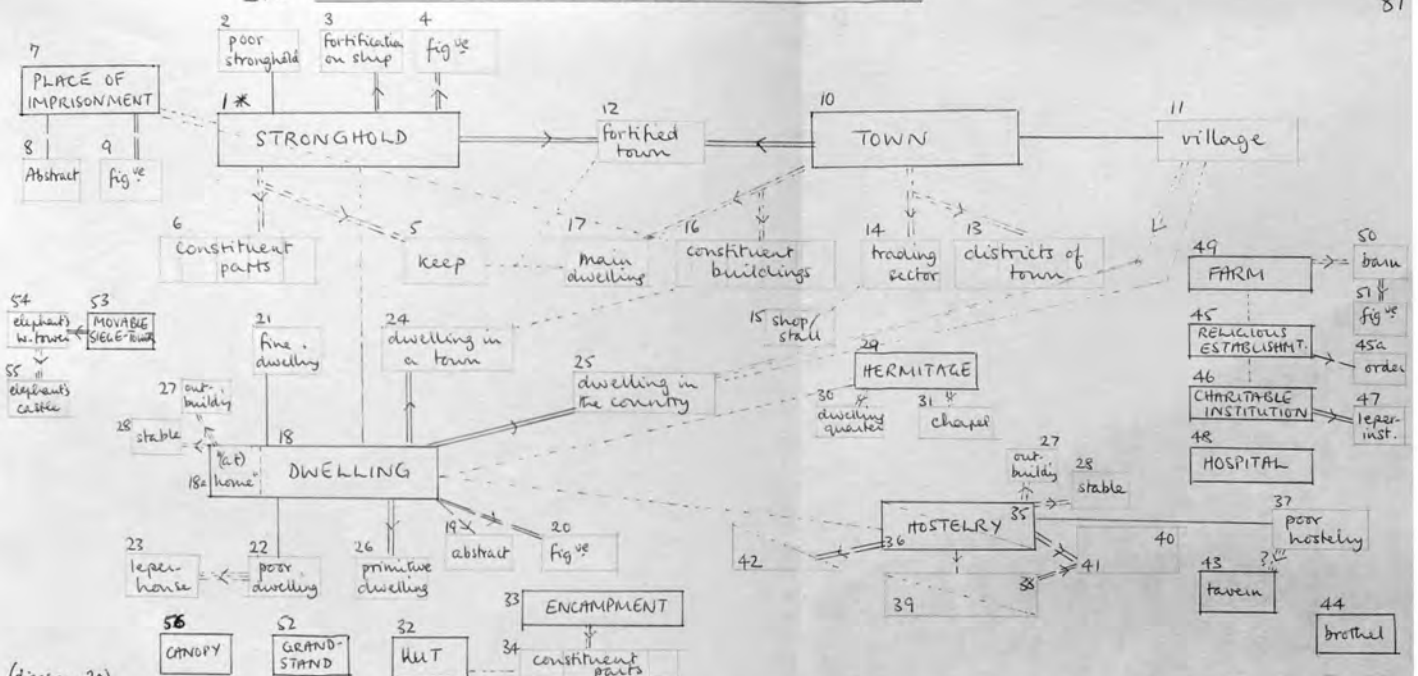 81
2
poor
stronghold
3
fortification
on ship
4
fig ve
7
PLACE OF
IMPRISONMENT
1*
STRONGHOLD
12
fortified
town
10
TOWN
11
village
8
Abstract
9
fig ve
6
constituent
parts
5
keep
17
main
dwelling
16
constituent
buildings
14
trading
sector
13
districts of
town
49
FARM
50
barn
51
fig ve
54
elephant's
w. tower
53
MOVABLE
SIEGE-TOWER
55
elephant's
castle
21
fine
dwelling
24
dwelling in
a town
15 shop/
stall
25
dwelling in
the country
29
HERMITAGE
30
dwelling
quarter
31
chapel
45
RELIGIOUS
ESTABLISHMT.
45a
order
46
CHARITABLE
INSTITUTION
47
leper-
inst.
48
HOSPITAL
27
out-
building
28 stable
18
DWELLING
18a
"(at)
home"
19
abstract
20
fig ve
23
leper-
house
22
poor
dwelling
26
primitive
dwelling
27
out-
building
28
stable
35
HOSTELRY
36
37
poor
hostelry
?
38
39
40
41
42
43
tavern
44
brothel
33
ENCAMPMENT
34
constituent
parts
56
CANOPY
52
GRAND-
STAND
32
HUT